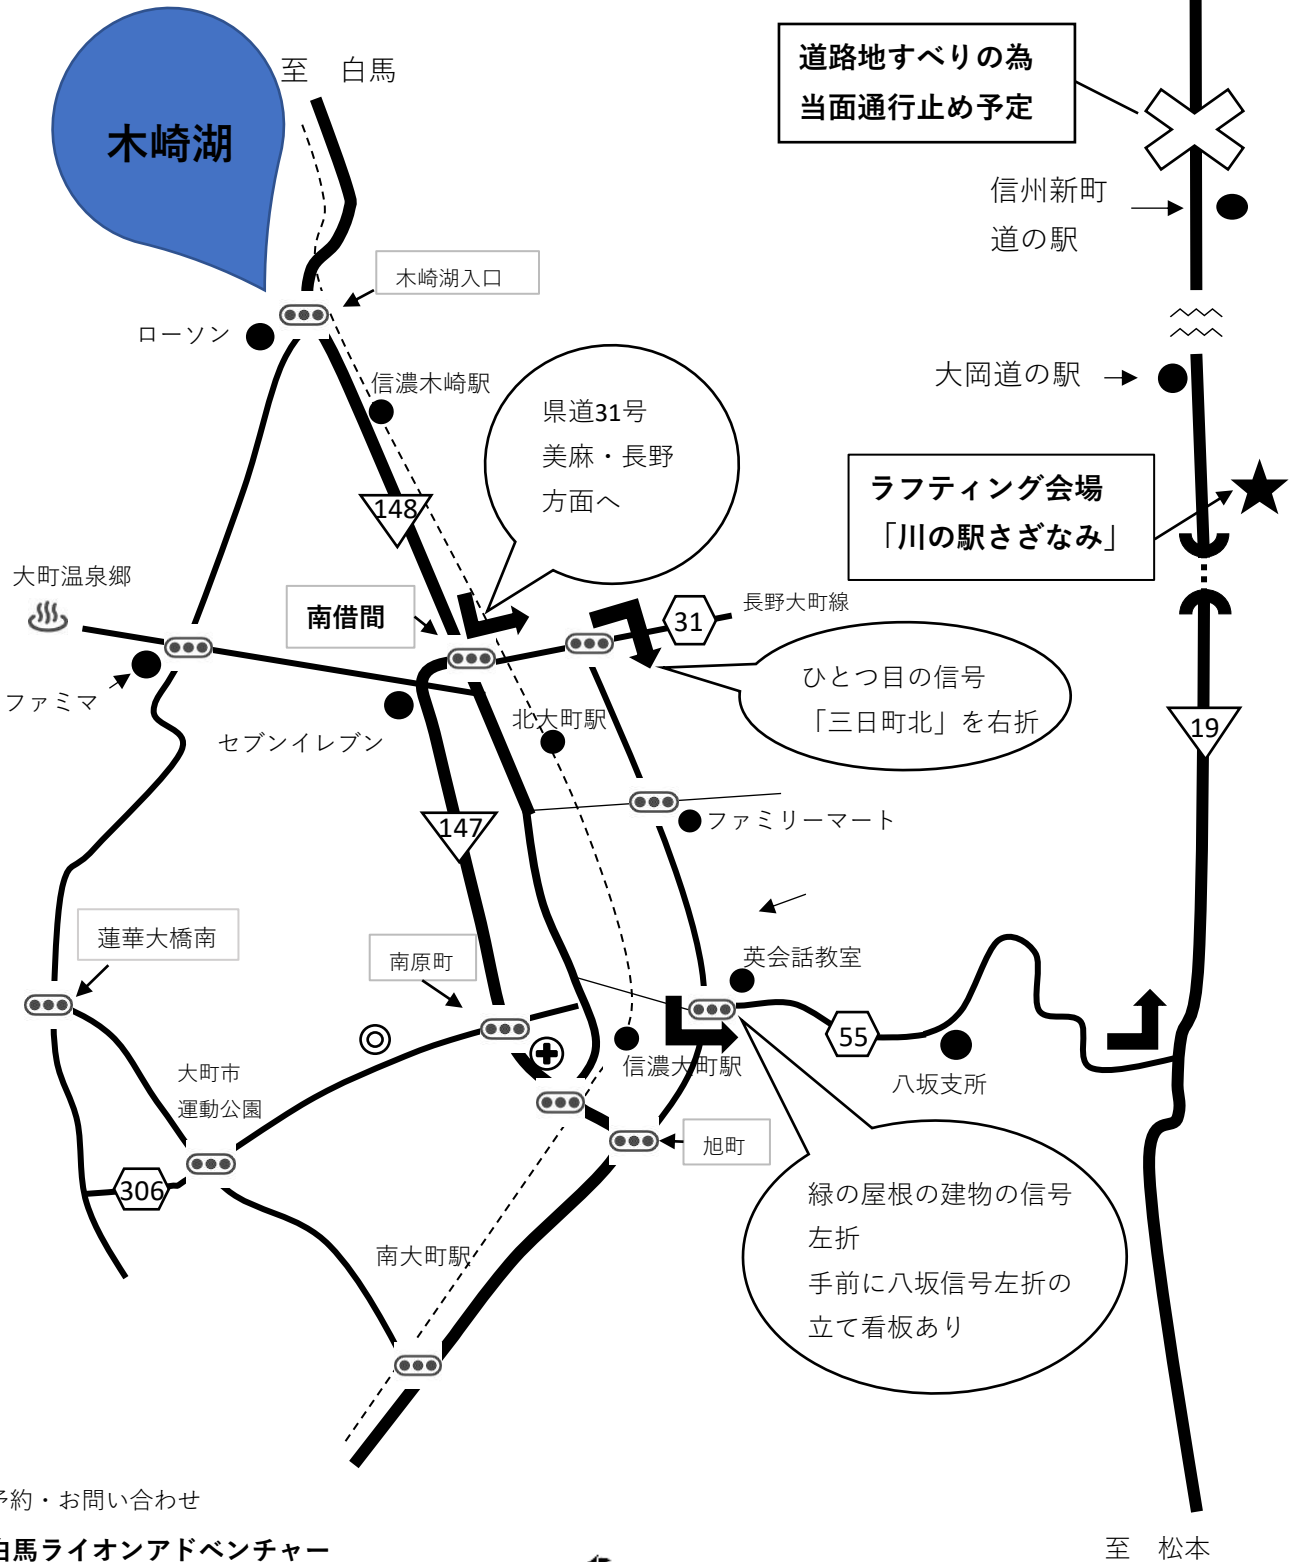 至 白馬
木崎湖
道路地すべりの為
当面通行止め予定
信州新町
道の駅
木崎湖入口
ローソン
信濃木崎駅
大岡道の駅
県道31号
美麻・長野
方面へ
ラフティング会場
「川の駅さざなみ」
148
大町温泉郷
南借間
長野大町線
31
ファミマ
セブンイレブン
北大町駅
ひとつ目の信号
「三日町北」を右折
19
147
ファミリーマート
蓮華大橋南
南原町
英会話教室
55
大町市
運動公園
信濃大町駅
八坂支所
旭町
306
南大町駅
緑の屋根の建物の信号
左折
手前に八坂信号左折の
立て看板あり
予約・お問い合わせ
白馬ライオンアドベンチャー
至 松本